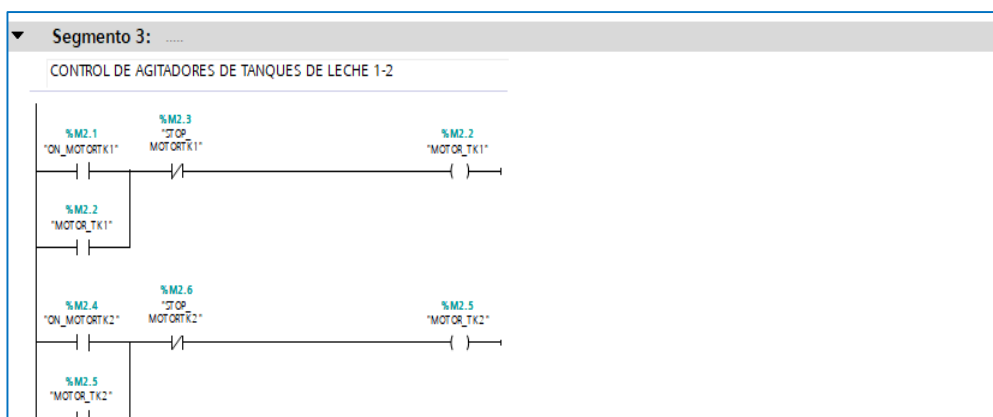 Segmento 3: .....
CONTROL DE AGITADORES DE TANQUES DE LECHE 1-2
%M2.1
"ON_MOTORTK1"
%M2.3
"STOP_
MOTORTK1"
%M2.2
"MOTOR_TK1"
%M2.2
"MOTOR_TK1"
%M2.4
"ON_MOTORTK2"
%M2.6
"STOP_
MOTORTK2"
%M2.5
"MOTOR_TK2"
%M2.5
"MOTOR_TK2"